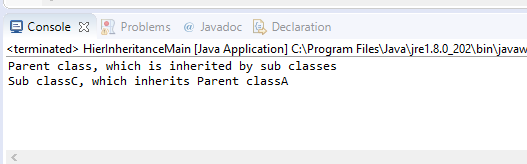 Console Problems Javadoc Declaration
<terminated> HierInheritanceMain [Java Application] C:\Program Files\Java\jre1.8.0_202\bin\javaw
Parent class, which is inherited by sub classes
Sub classC, which inherits Parent classA